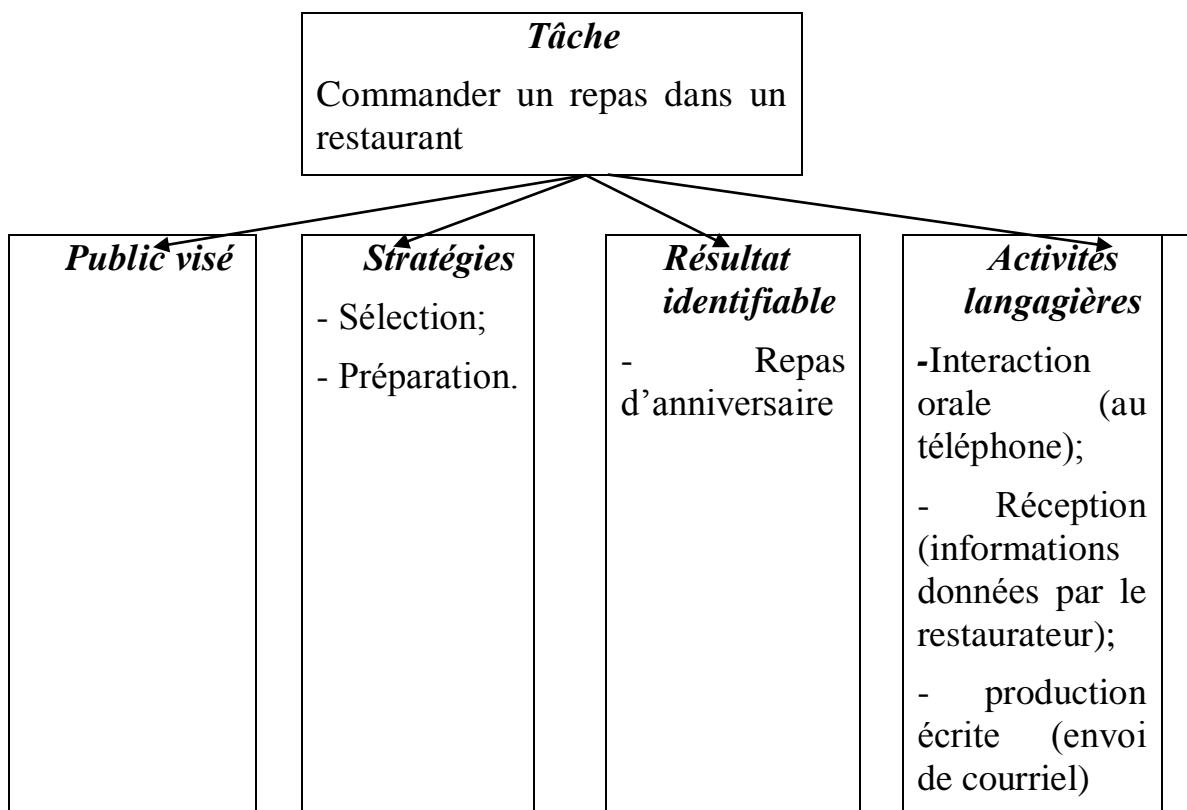 Tâche
Commander un repas dans un
restaurant
Public visé
Stratégies
- Sélection;
- Préparation.
Résultat
identifiable
- Repas
d’anniversaire
Activités
langagières
-Interaction
orale (au
téléphone);
- Réception
(informations
données par le
restaurateur);
- production
écrite (envoi
de courriel)